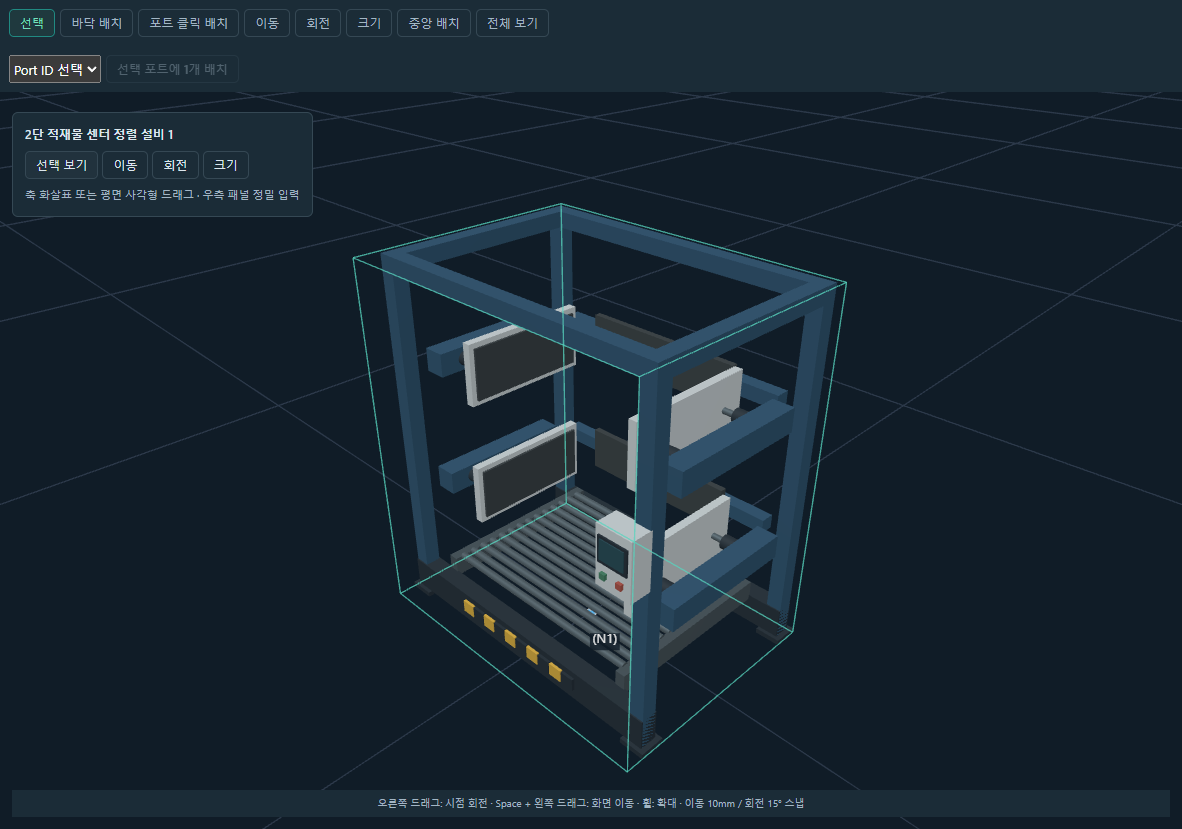 선택 바닥 배치 포트 클릭 배치 이동 회전 크기 중앙 배치 전체 보기
Port ID 선택 선택 포트에 1개 배치
2단 적재물 센터 정렬 설비 1
선택 보기 이동 회전 크기
축 화살표 또는 평면 사각형 드래그 · 우측 패널 정밀 입력
(N1)
오른쪽 드래그: 시점 회전 · Space + 왼쪽 드래그: 화면 이동 · 휠: 확대 · 이동 10mm / 회전 15° 스냅